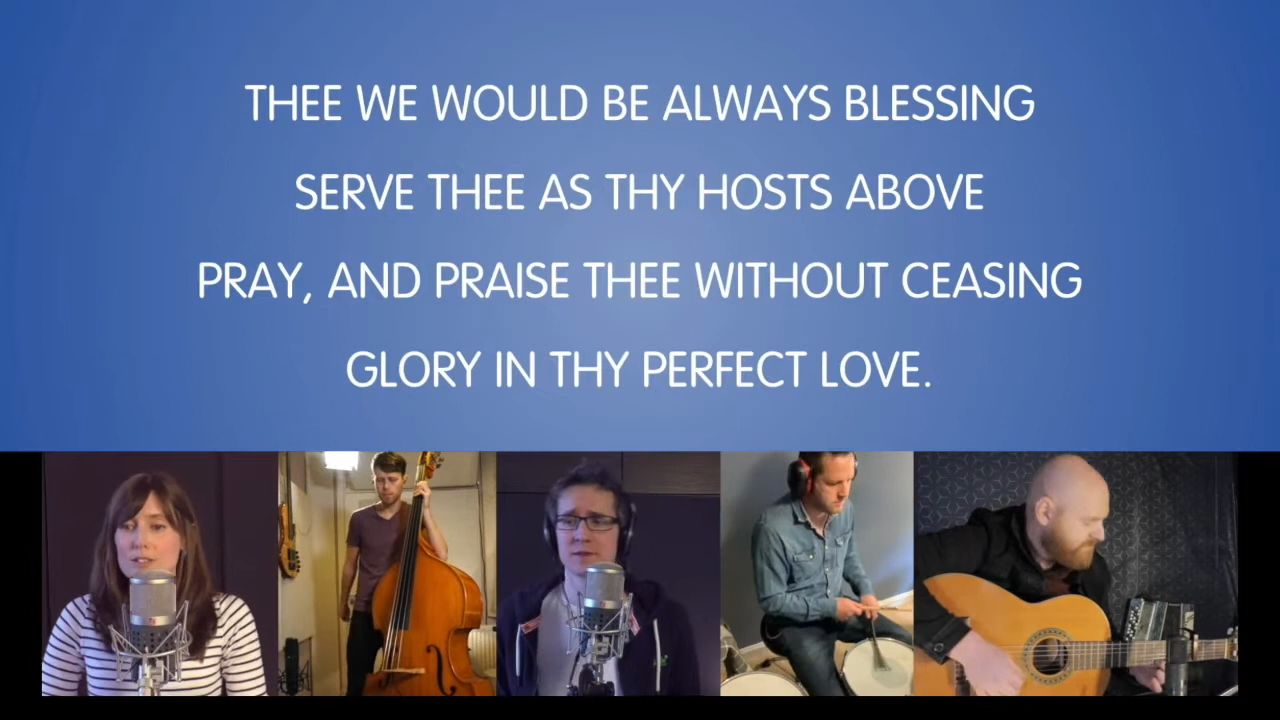 THEE WE WOULD BE ALWAYS BLESSING
SERVE THEE AS THY HOSTS ABOVE
PRAY, AND PRAISE THEE WITHOUT CEASING
GLORY IN THY PERFECT LOVE.